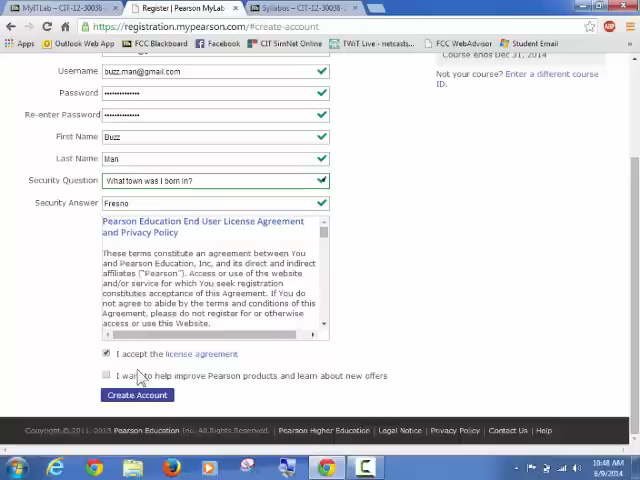 MyITLab — CIT-12-30038-
Register | Pearson MyLab
Syllabus – CIT-12-30038-
https://registration.mypearson.com/#create-account
Apps
Outlook Web App
FCC Blackboard
Facebook
CIT SimNet Online
TWiT Live - netcasts...
FCC WebAdvisor
Student Email
Course ends Dec 31, 2014
Not your course? Enter a different course
ID.
Username buzz.man@gmail.com
Password ••••••••••••••
Re-enter Password ••••••••••••••
First Name Buzz
Last Name Man
Security Question What town was I born in?
Security Answer Fresno
Pearson Education End User License Agreement
and Privacy Policy
These terms constitute an agreement between You
and Pearson Education, Inc, and its direct and indirect
affiliates ("Pearson"). Access or use of the website
and/or service for which You seek registration
constitutes acceptance of this Agreement. If You do
not agree to abide by the terms and conditions of this
Agreement, please do not register for or otherwise
access or use this Website.
I accept the license agreement
I want to help improve Pearson products and learn about new offers
Create Account
Copyright © 2011- 2013 Pearson Education Inc. All Rights Reserved. | Pearson Higher Education | Legal Notice | Privacy Policy | Contact Us | Help
10:48 AM
8/9/2014